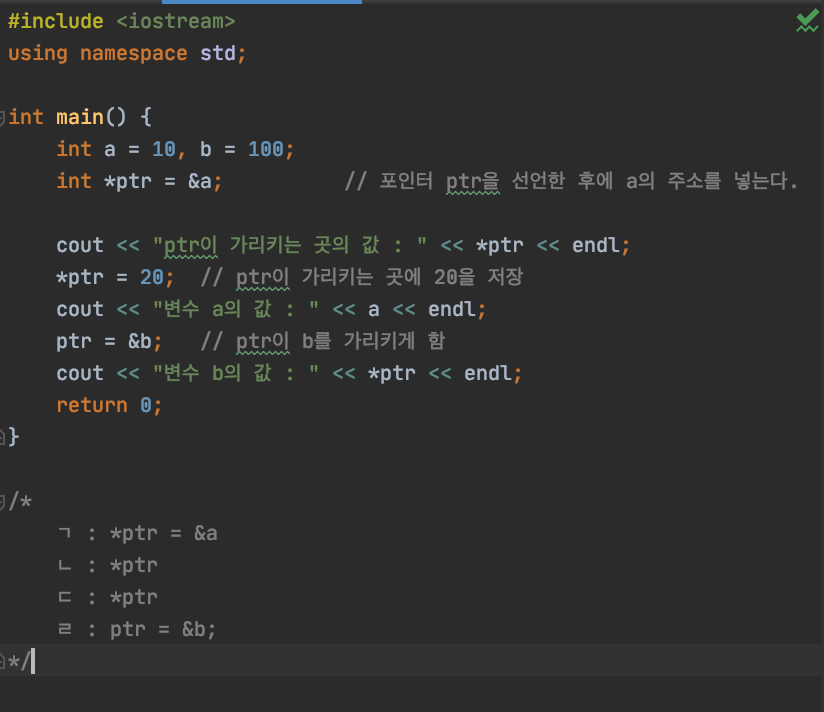 #include <iostream>
using namespace std;
int main() {
int a = 10, b = 100;
int *ptr = &a; // 포인터 ptr을 선언한 후에 a의 주소를 넣는다.
cout << "ptr이 가리키는 곳의 값 : " << *ptr << endl;
*ptr = 20; // ptr이 가리키는 곳에 20을 저장
cout << "변수 a의 값 : " << a << endl;
ptr = &b; // ptr이 b를 가리키게 함
cout << "변수 b의 값 : " << *ptr << endl;
return 0;
}
/*
ㄱ : *ptr = &a
ㄴ : *ptr
ㄷ : *ptr
ㄹ : ptr = &b;
*/